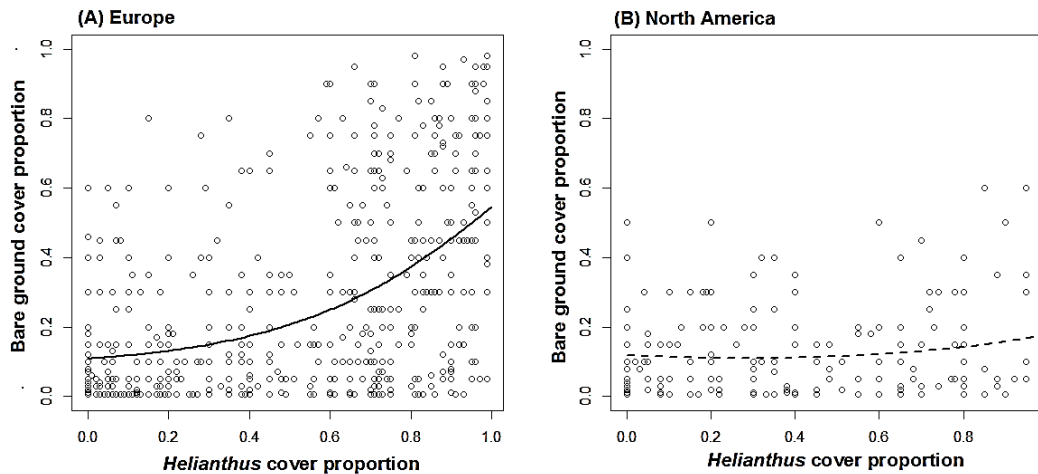 (A) Europe
Bare ground cover proportion
1.0
0.8
0.6
0.4
0.2
0.0
0.0 0.2 0.4 0.6 0.8 1.0
Helianthus cover proportion
(B) North America
Bare ground cover proportion
1.0
0.8
0.6
0.4
0.2
0.0
0.0 0.2 0.4 0.6 0.8
Helianthus cover proportion